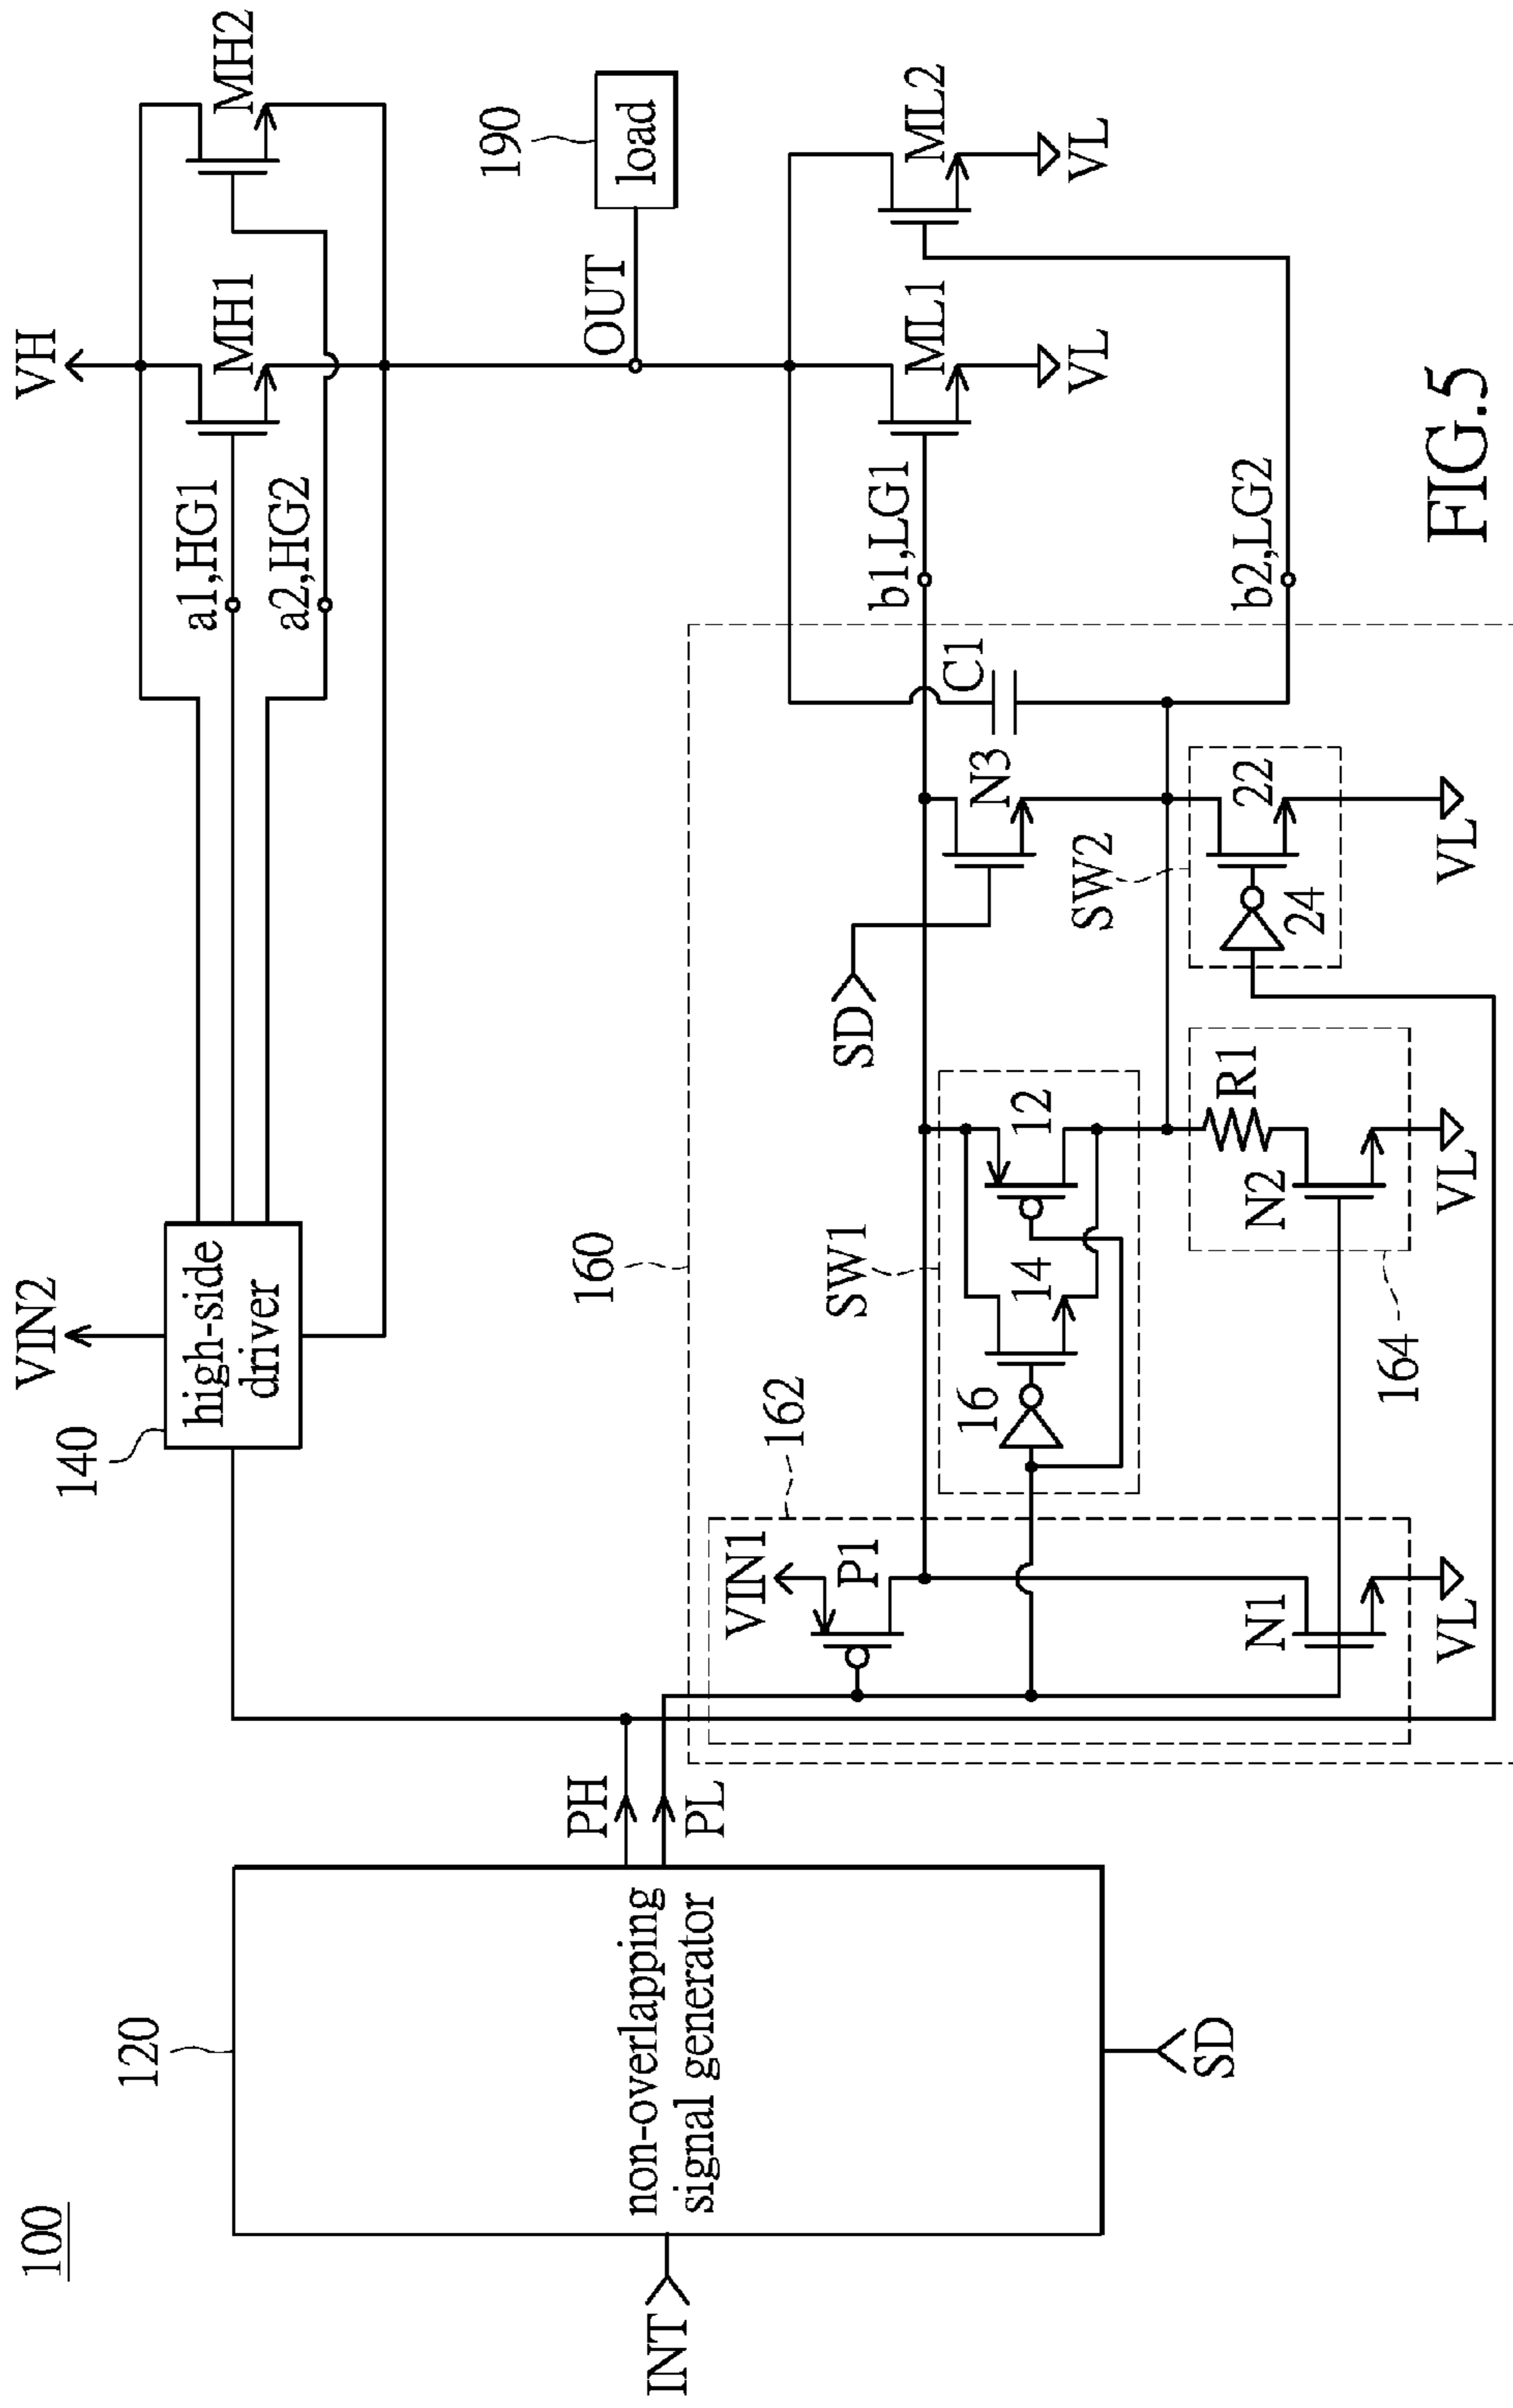 100
120
INT
non-overlapping
signal generator
SD
PH
PL
VIN2
140
high-side
driver
VH
a1,HG1
a2,HG2
MH1
MH2
OUT
190
load
160
162
VIN1
P1
N1
VL
SW1
16
14
12
SD
N3
C1
b1,LG1
ML1
VL
ML2
VL
b2,LG2
SW2
24
22
VL
R1
N2
VL
164
FIG.5